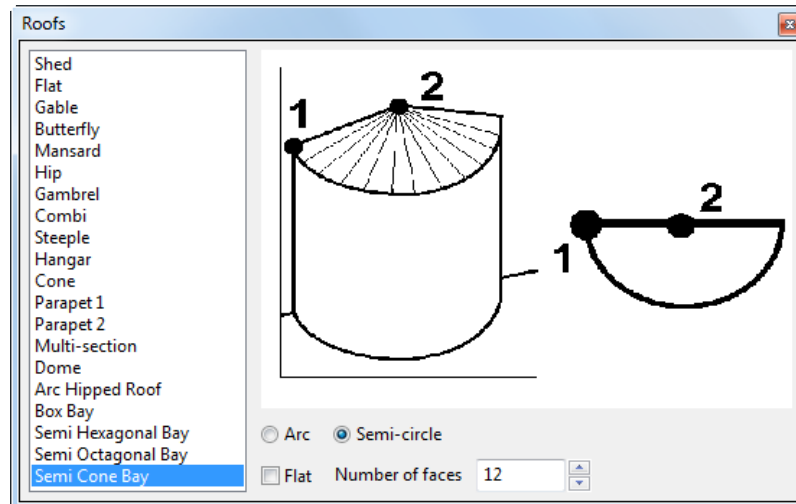 Roofs
Shed
Flat
Gable
Butterfly
Mansard
Hip
Gambrel
Combi
Steeple
Hangar
Cone
Parapet 1
Parapet 2
Multi-section
Dome
Arc Hipped Roof
Box Bay
Semi Hexagonal Bay
Semi Octagonal Bay
Semi Cone Bay
1
2
1
2
Arc Semi-circle
Flat Number of faces 12